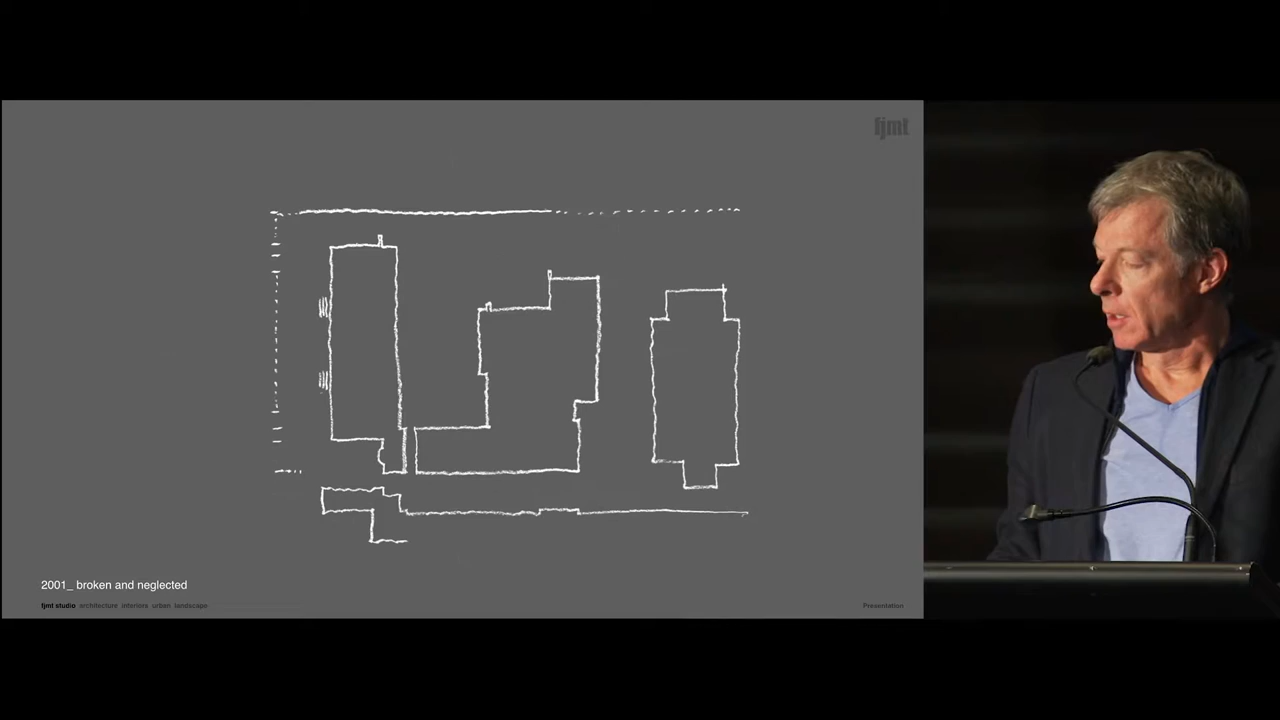 fjmt
2001_ broken and neglected
fjmt studio architecture interiors urban landscape
Presentation